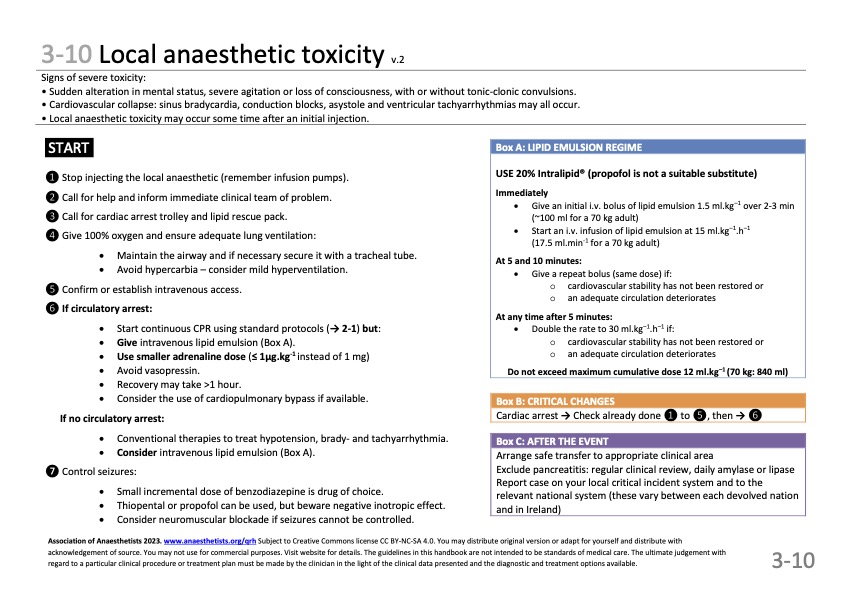 3-10 Local anaesthetic toxicity v.2
Signs of severe toxicity:
• Sudden alteration in mental status, severe agitation or loss of consciousness, with or without tonic-clonic convulsions.
• Cardiovascular collapse: sinus bradycardia, conduction blocks, asystole and ventricular tachyarrhythmias may all occur.
• Local anaesthetic toxicity may occur some time after an initial injection.
START
❶ Stop injecting the local anaesthetic (remember infusion pumps).
❷ Call for help and inform immediate clinical team of problem.
❸ Call for cardiac arrest trolley and lipid rescue pack.
❹ Give 100% oxygen and ensure adequate lung ventilation:
• Maintain the airway and if necessary secure it with a tracheal tube.
• Avoid hypercarbia – consider mild hyperventilation.
❺ Confirm or establish intravenous access.
❻ If circulatory arrest:
• Start continuous CPR using standard protocols (→ 2-1) but:
• Give intravenous lipid emulsion (Box A).
• Use smaller adrenaline dose (≤ 1µg.kg⁻¹ instead of 1 mg)
• Avoid vasopressin.
• Recovery may take >1 hour.
• Consider the use of cardiopulmonary bypass if available.
If no circulatory arrest:
• Conventional therapies to treat hypotension, brady- and tachyarrhythmia.
• Consider intravenous lipid emulsion (Box A).
❼ Control seizures:
• Small incremental dose of benzodiazepine is drug of choice.
• Thiopental or propofol can be used, but beware negative inotropic effect.
• Consider neuromuscular blockade if seizures cannot be controlled.
Box A: LIPID EMULSION REGIME
USE 20% Intralipid® (propofol is not a suitable substitute)
Immediately
• Give an initial i.v. bolus of lipid emulsion 1.5 ml.kg⁻¹ over 2-3 min
(~100 ml for a 70 kg adult)
• Start an i.v. infusion of lipid emulsion at 15 ml.kg⁻¹.h⁻¹
(17.5 ml.min⁻¹ for a 70 kg adult)
At 5 and 10 minutes:
• Give a repeat bolus (same dose) if:
o cardiovascular stability has not been restored or
o an adequate circulation deteriorates
At any time after 5 minutes:
• Double the rate to 30 ml.kg⁻¹.h⁻¹ if:
o cardiovascular stability has not been restored or
o an adequate circulation deteriorates
Do not exceed maximum cumulative dose 12 ml.kg⁻¹ (70 kg: 840 ml)
Box B: CRITICAL CHANGES
Cardiac arrest → Check already done ❶ to ❺, then → ❻
Box C: AFTER THE EVENT
Arrange safe transfer to appropriate clinical area
Exclude pancreatitis: regular clinical review, daily amylase or lipase
Report case on your local critical incident system and to the
relevant national system (these vary between each devolved nation
and in Ireland)
Association of Anaesthetists 2023. www.anaesthetists.org/qrh Subject to Creative Commons license CC BY-NC-SA 4.0. You may distribute original version or adapt for yourself and distribute with
acknowledgement of source. You may not use for commercial purposes. Visit website for details. The guidelines in this handbook are not intended to be standards of medical care. The ultimate judgement with
regard to a particular clinical procedure or treatment plan must be made by the clinician in the light of the clinical data presented and the diagnostic and treatment options available.
3-10